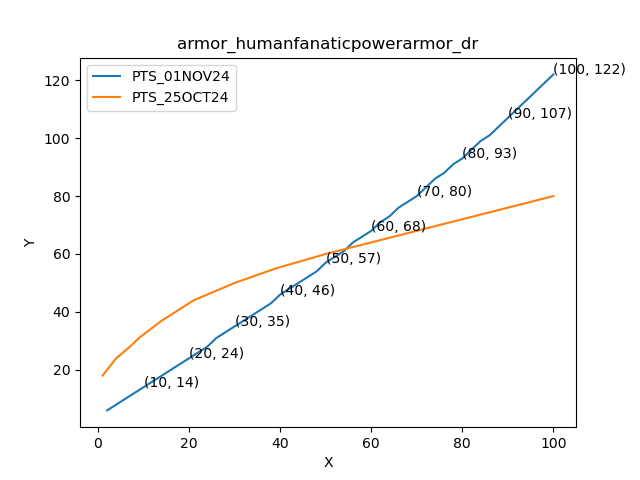 armor_humanfanaticpowerarmor_dr
PTS_01NOV24
PTS_25OCT24
(100, 122)
(90, 107)
(80, 93)
(70, 80)
(60, 68)
(50, 57)
(40, 46)
(30, 35)
(20, 24)
(10, 14)
120
100
80
60
40
20
Y
0 20 40 60 80 100
X